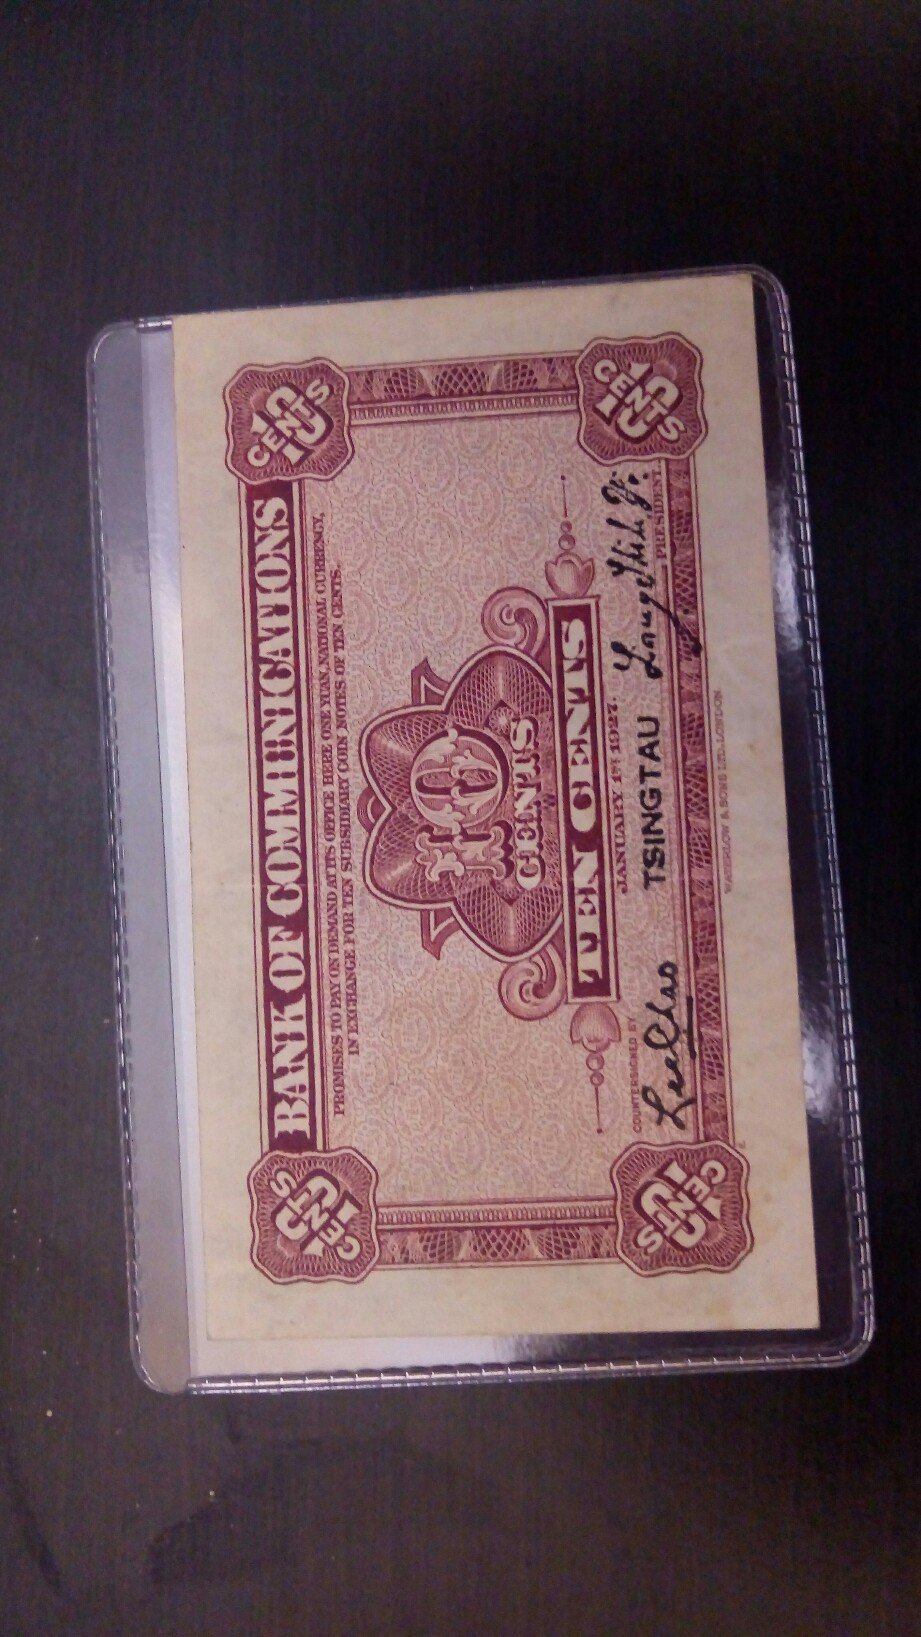 10 CENTS
10 CENTS
BANK OF COMMUNICATIONS
PROMISES TO PAY ON DEMAND AT ITS OFFICE HERE ONE YUAN, NATIONAL CURRENCY,
IN EXCHANGE FOR TEN SUBSIDIARY COIN NOTES OF TEN CENTS.
10
CENTS
TEN CENTS
JANUARY 1ST 1927.
COUNTERSIGNED BY
TSINGTAU
PRESIDENT.
10 CENTS
10 CENTS
WATERLOW & SONS LTD. LONDON